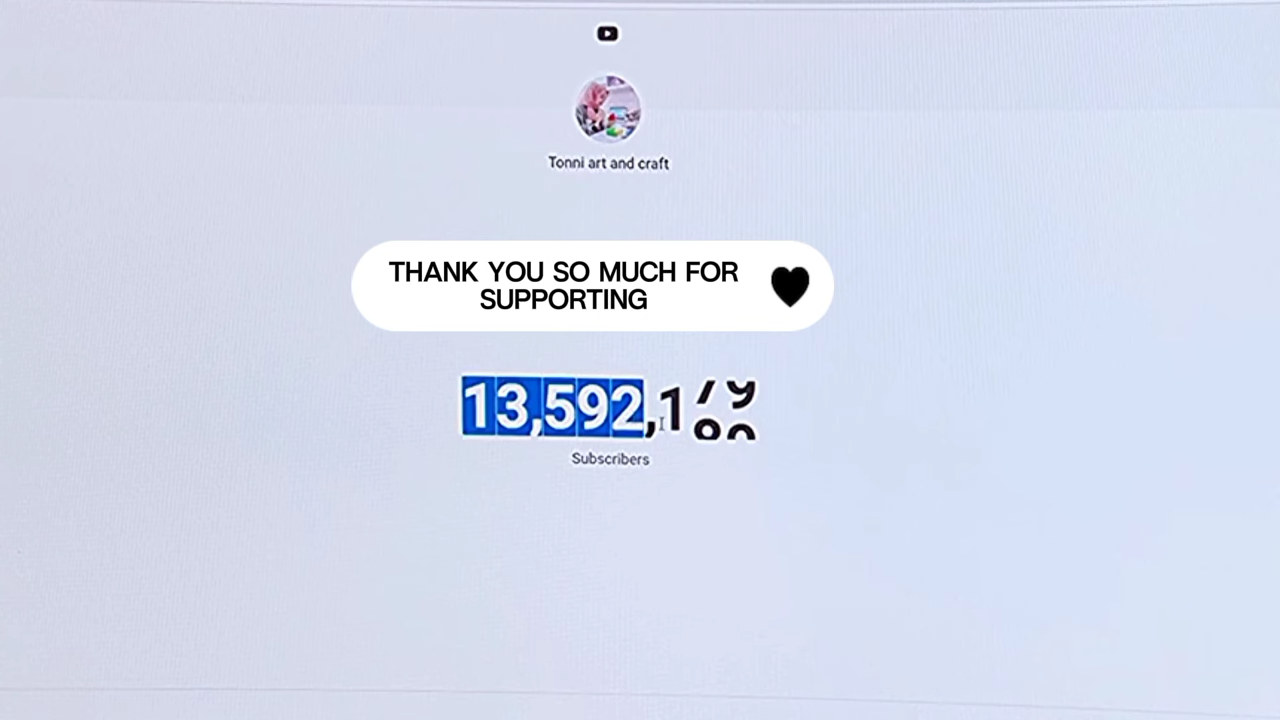 Tonni art and craft
THANK YOU SO MUCH FOR
SUPPORTING
13,592,1
Subscribers